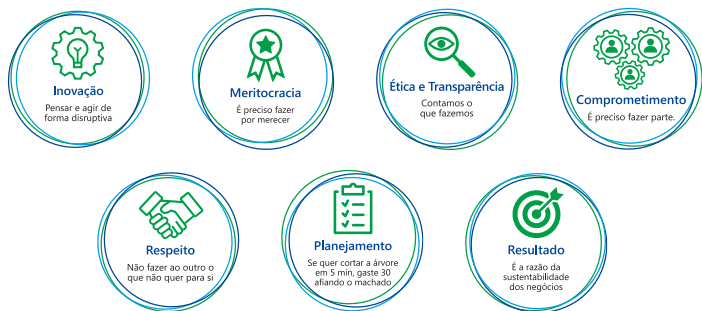 Inovação
Pensar e agir de
forma disruptiva
Meritocracia
É preciso fazer
por merecer
Ética e Transparência
Contamos o
que fazemos
Comprometimento
É preciso fazer parte.
Respeito
Não fazer ao outro o
que não quer para si
Planejamento
Se quer cortar a árvore
em 5 min, gaste 30
afiando o machado
Resultado
É a razão da
sustentabilidade
dos negócios